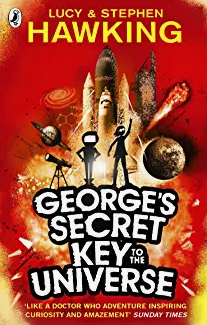 LUCY & STEPHEN
HAWKING
GEORGE'S
SECRET
KEY TO THE
UNIVERSE
'LIKE A DOCTOR WHO ADVENTURE INSPIRING
CURIOSITY AND AMAZEMENT' SUNDAY TIMES